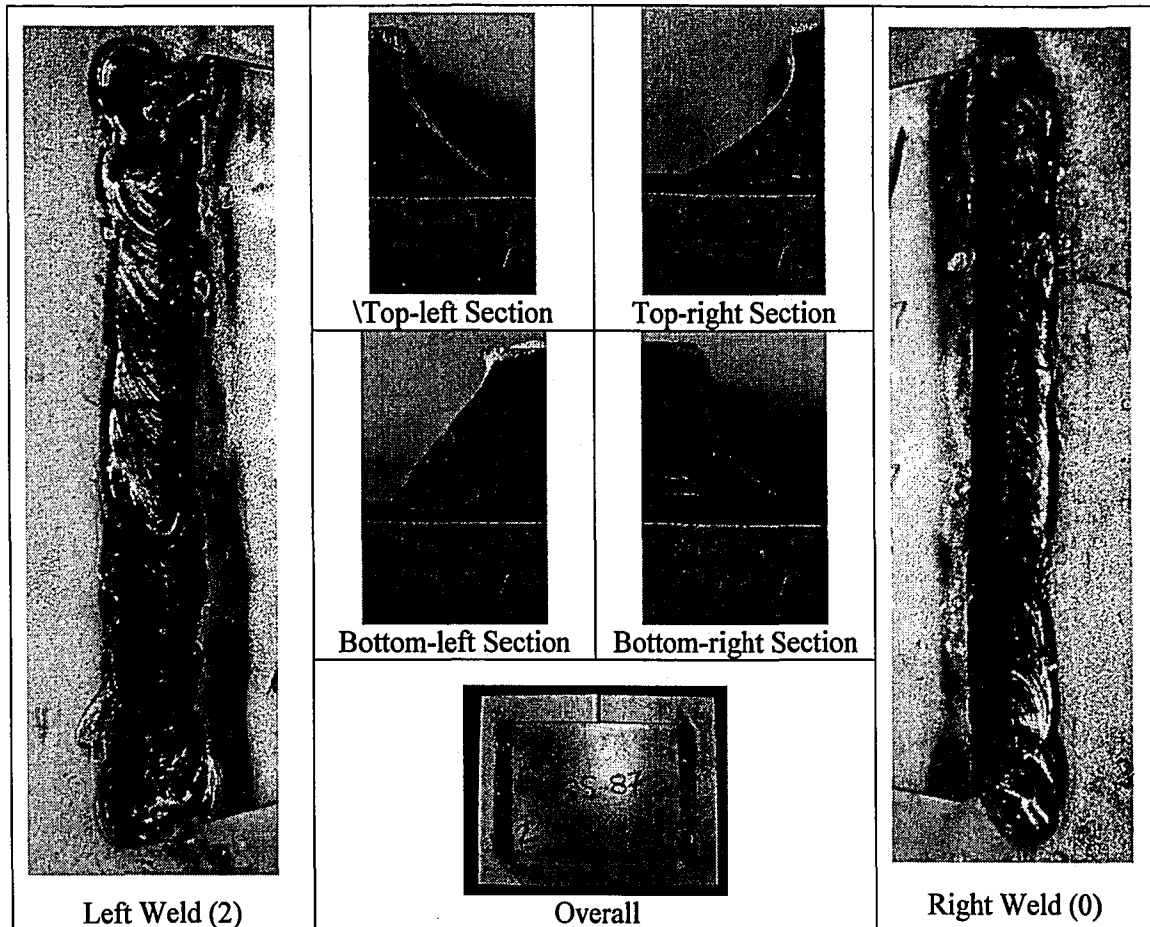 \Top-left Section
Top-right Section
Bottom-left Section
Bottom-right Section
Left Weld (2)
Overall
Right Weld (0)